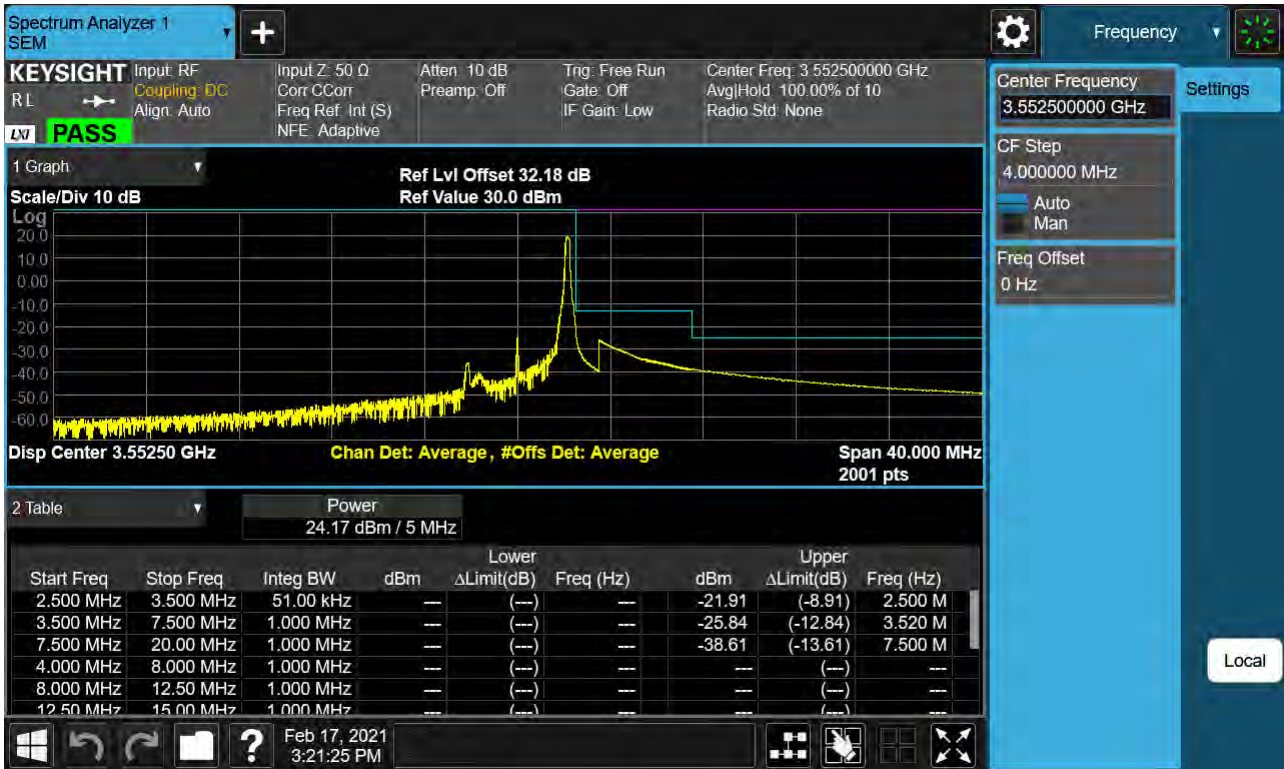 Spectrum Analyzer 1
SEM
+
Frequency
KEYSIGHT
R L
LXI
PASS
Input: RF
Coupling: DC
Align: Auto
Input Z: 50 Ω
Corr CCorr
Freq Ref: Int (S)
NFE: Adaptive
Atten: 10 dB
Preamp: Off
Trig: Free Run
Gate: Off
IF Gain: Low
Center Freq: 3.552500000 GHz
Avg|Hold: 100.00% of 10
Radio Std: None
Center Frequency
3.552500000 GHz
Settings
CF Step
4.000000 MHz
Auto
Man
Freq Offset
0 Hz
1 Graph
Scale/Div 10 dB
Ref Lvl Offset 32.18 dB
Ref Value 30.0 dBm
Log
20.0
10.0
0.00
-10.0
-20.0
-30.0
-40.0
-50.0
-60.0
Disp Center 3.55250 GHz
Chan Det: Average, #Offs Det: Average
Span 40.000 MHz
2001 pts
2 Table
Power
24.17 dBm / 5 MHz
Lower Upper
Start Freq Stop Freq Integ BW dBm ΔLimit(dB) Freq (Hz) dBm ΔLimit(dB) Freq (Hz)
2.500 MHz 3.500 MHz 51.00 kHz --- (---) --- -21.91 (-8.91) 2.500 M
3.500 MHz 7.500 MHz 1.000 MHz --- (---) --- -25.84 (-12.84) 3.520 M
7.500 MHz 20.00 MHz 1.000 MHz --- (---) --- -38.61 (-13.61) 7.500 M
4.000 MHz 8.000 MHz 1.000 MHz --- (---) --- --- (---) ---
8.000 MHz 12.50 MHz 1.000 MHz --- (---) --- --- (---) ---
12.50 MHz 15.00 MHz 1.000 MHz --- (---) --- --- (---) ---
Local
?
Feb 17, 2021
3:21:25 PM